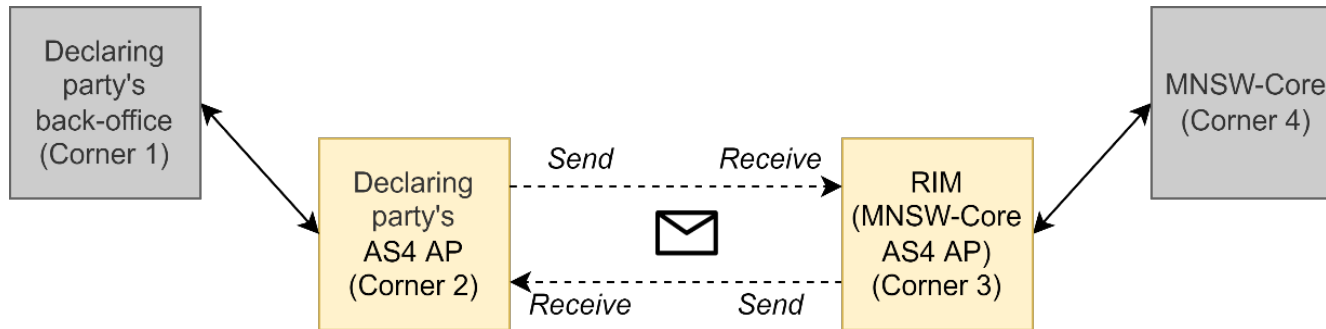 Declaring
party's
back-office
(Corner 1)
MNSW-Core
(Corner 4)
Send
Receive
Declaring
party's
AS4 AP
(Corner 2)
RIM
(MNSW-Core
AS4 AP)
(Corner 3)
Receive
Send